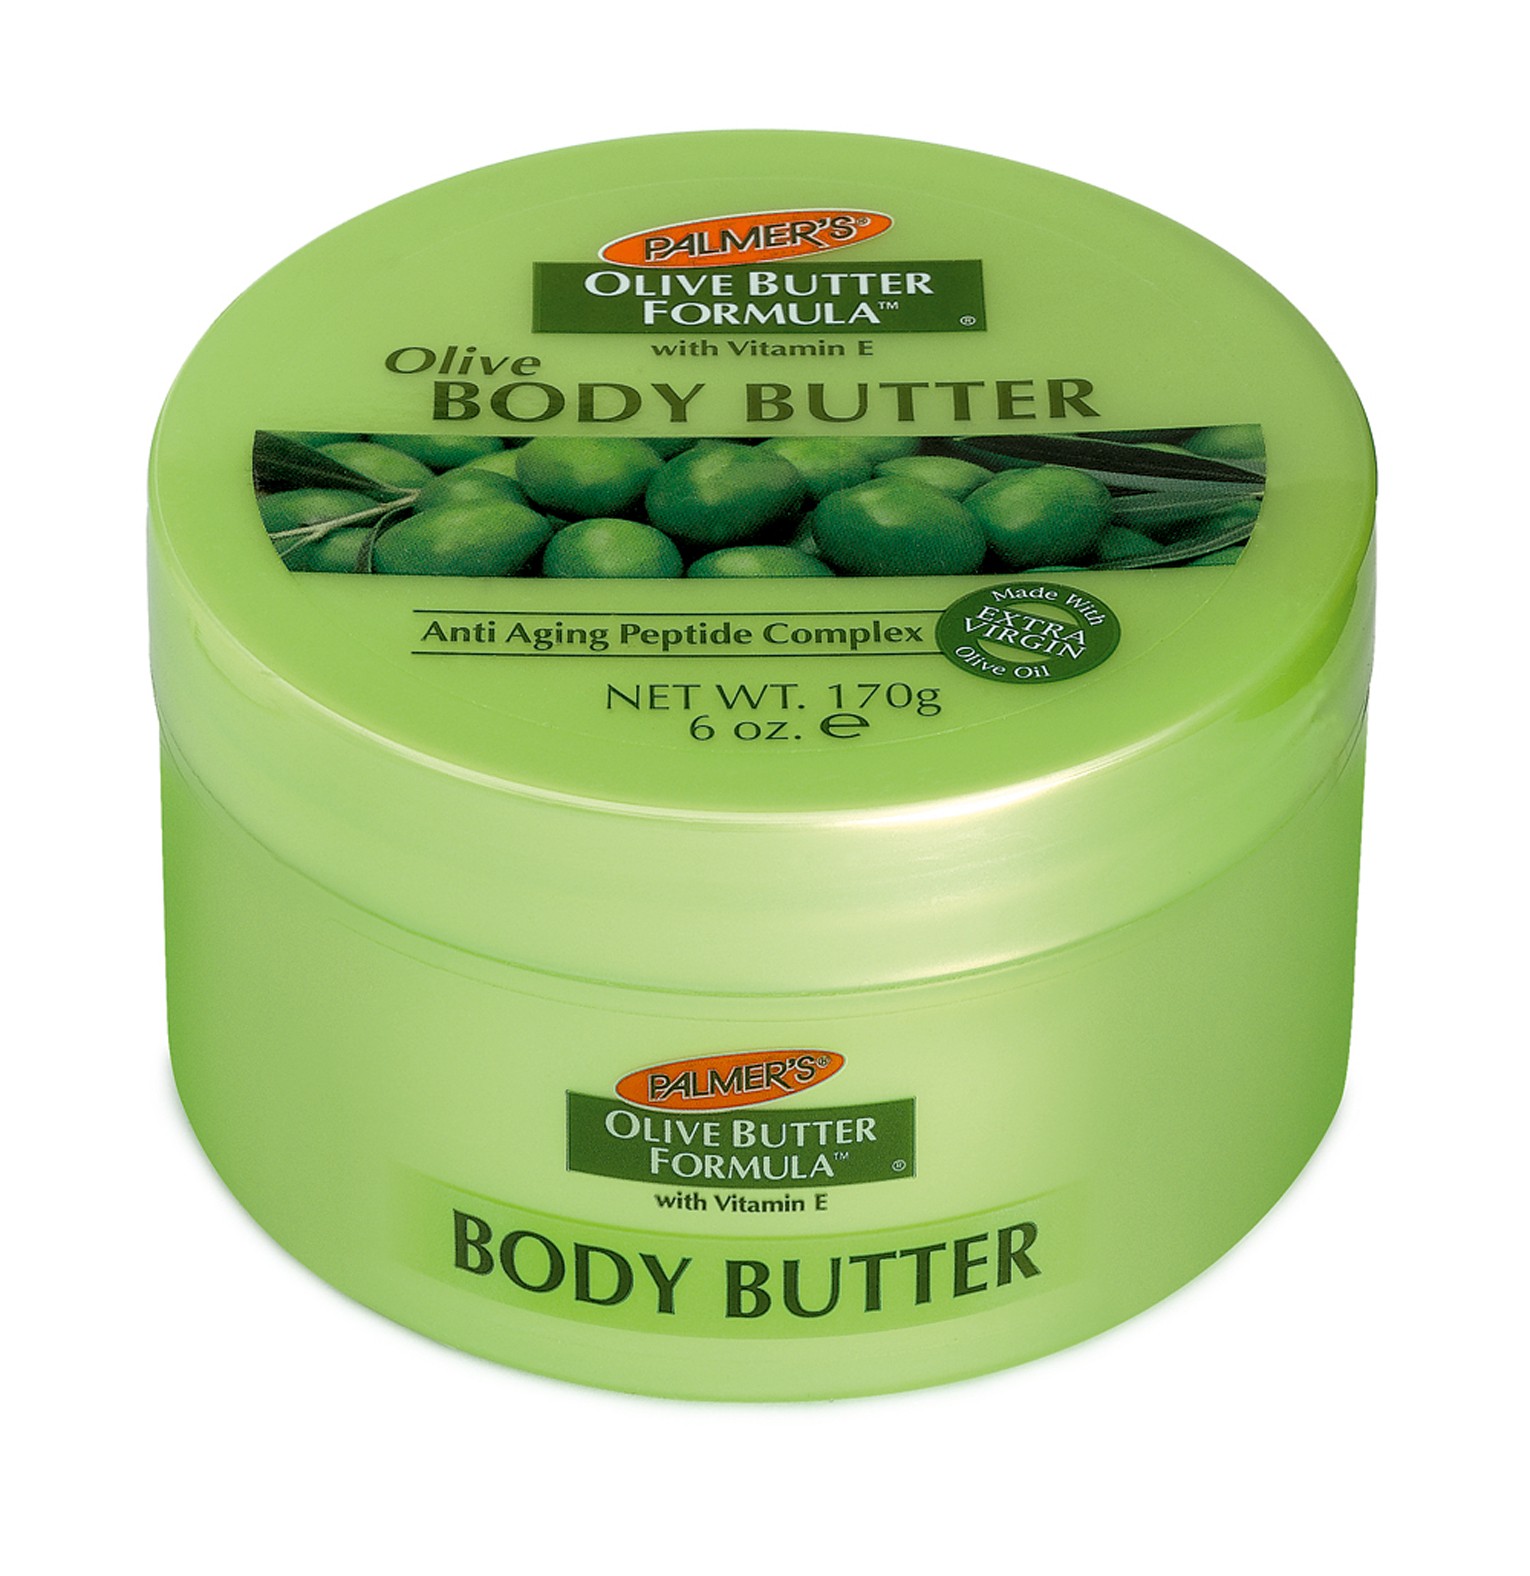 PALMER'S®
OLIVE BUTTER
FORMULA™ ®
with Vitamin E
Olive
BODY BUTTER
Anti Aging Peptide Complex
Made With
EXTRA
VIRGIN
Olive Oil
NET WT. 170g
6 oz. ℮
PALMER'S®
OLIVE BUTTER
FORMULA™ ®
with Vitamin E
BODY BUTTER